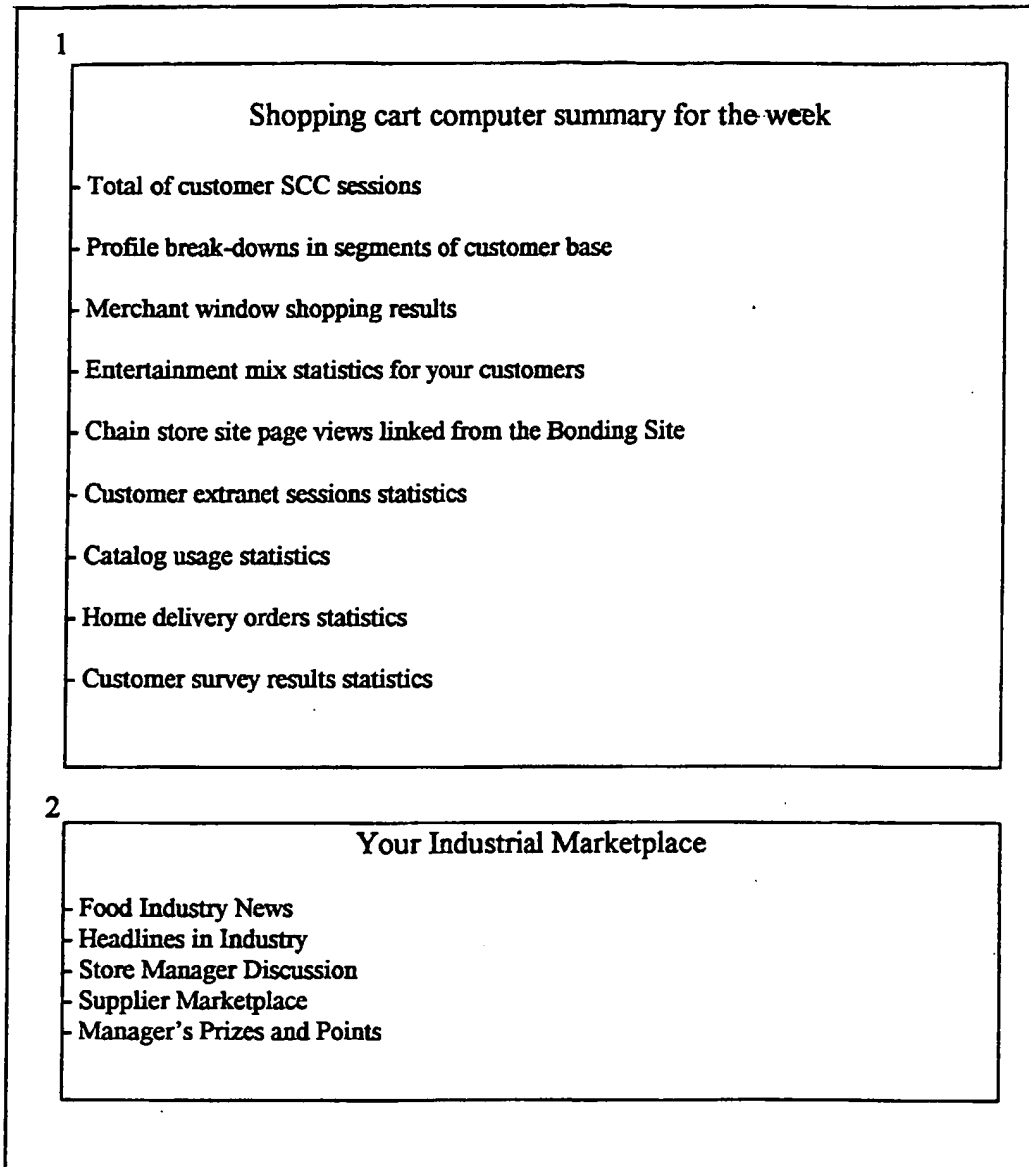 1
Shopping cart computer summary for the week
- Total of customer SCC sessions
- Profile break-downs in segments of customer base
- Merchant window shopping results
- Entertainment mix statistics for your customers
- Chain store site page views linked from the Bonding Site
- Customer extranet sessions statistics
- Catalog usage statistics
- Home delivery orders statistics
- Customer survey results statistics
2
Your Industrial Marketplace
- Food Industry News
- Headlines in Industry
- Store Manager Discussion
- Supplier Marketplace
- Manager's Prizes and Points